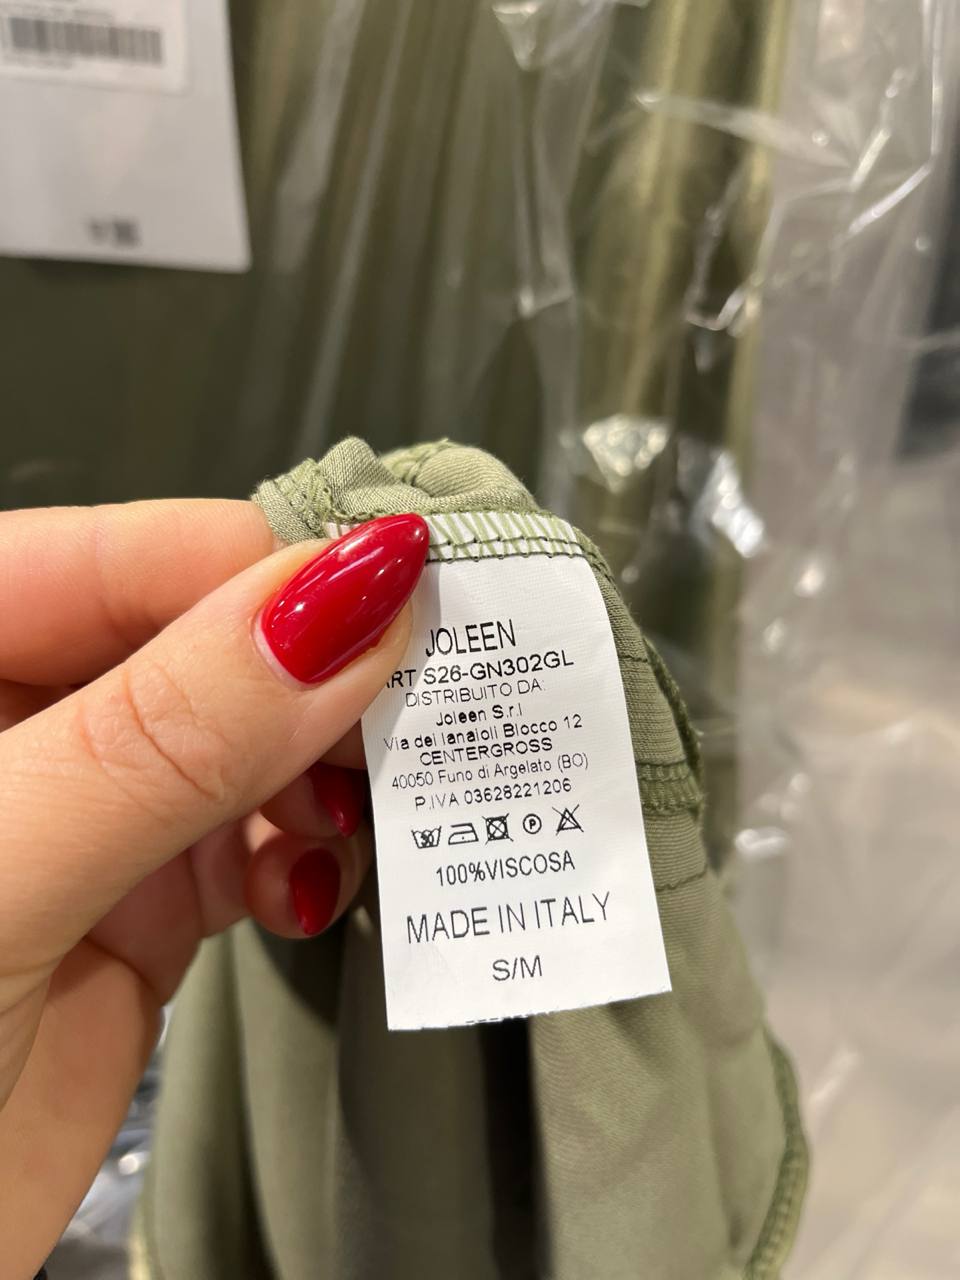 JOLEEN
RT S26-GN302GL
DISTRIBUITO DA:
Joleen S.r.l
Via dei lanaioli Blocco 12
CENTERGROSS
40050 Funo di Argelato (BO)
P.IVA 03628221206
100%VISCOSA
MADE IN ITALY
S/M